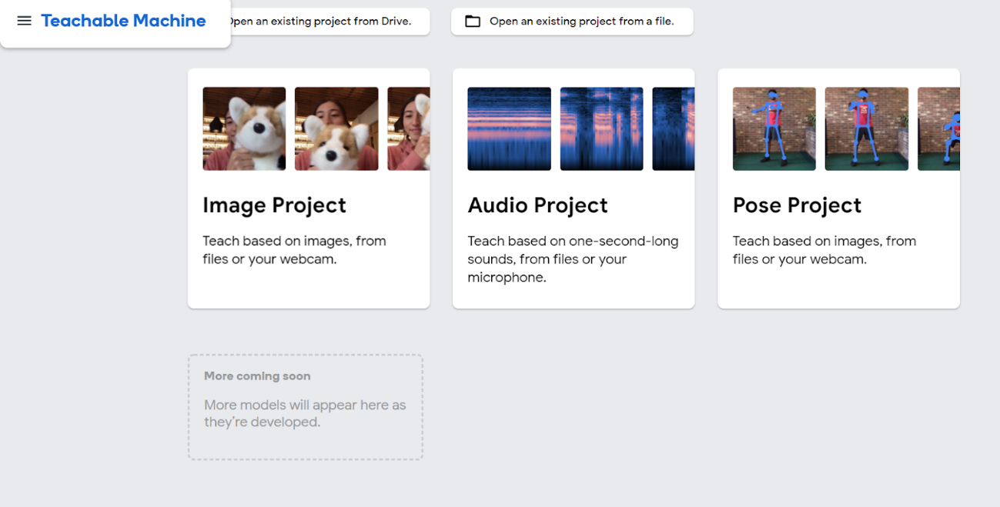 Teachable Machine
Open an existing project from Drive.
Open an existing project from a file.
Image Project
Teach based on images, from
files or your webcam.
Audio Project
Teach based on one-second-long
sounds, from files or your
microphone.
Pose Project
Teach based on images, from
files or your webcam.
More coming soon
More models will appear here as
they’re developed.